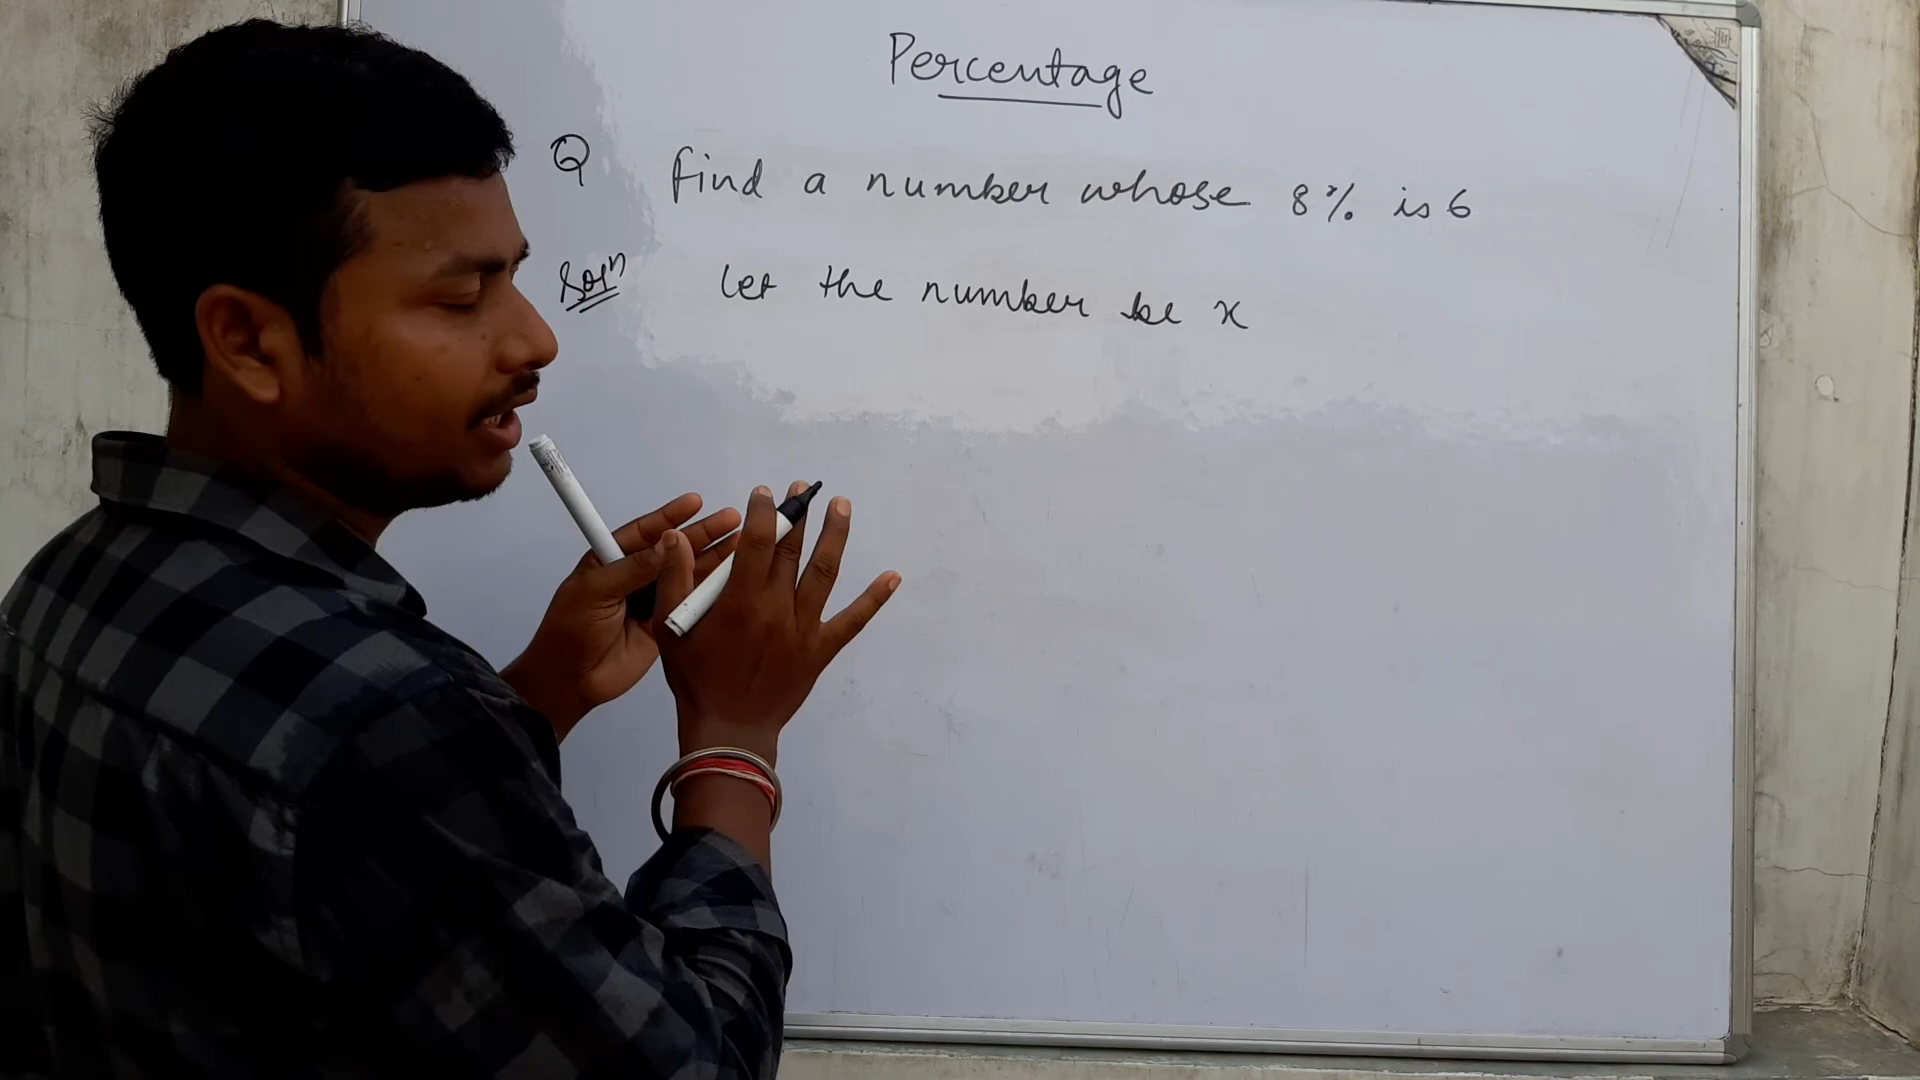 Percentage
Q Find a number whose 8% is 6
Solⁿ Let the number be x